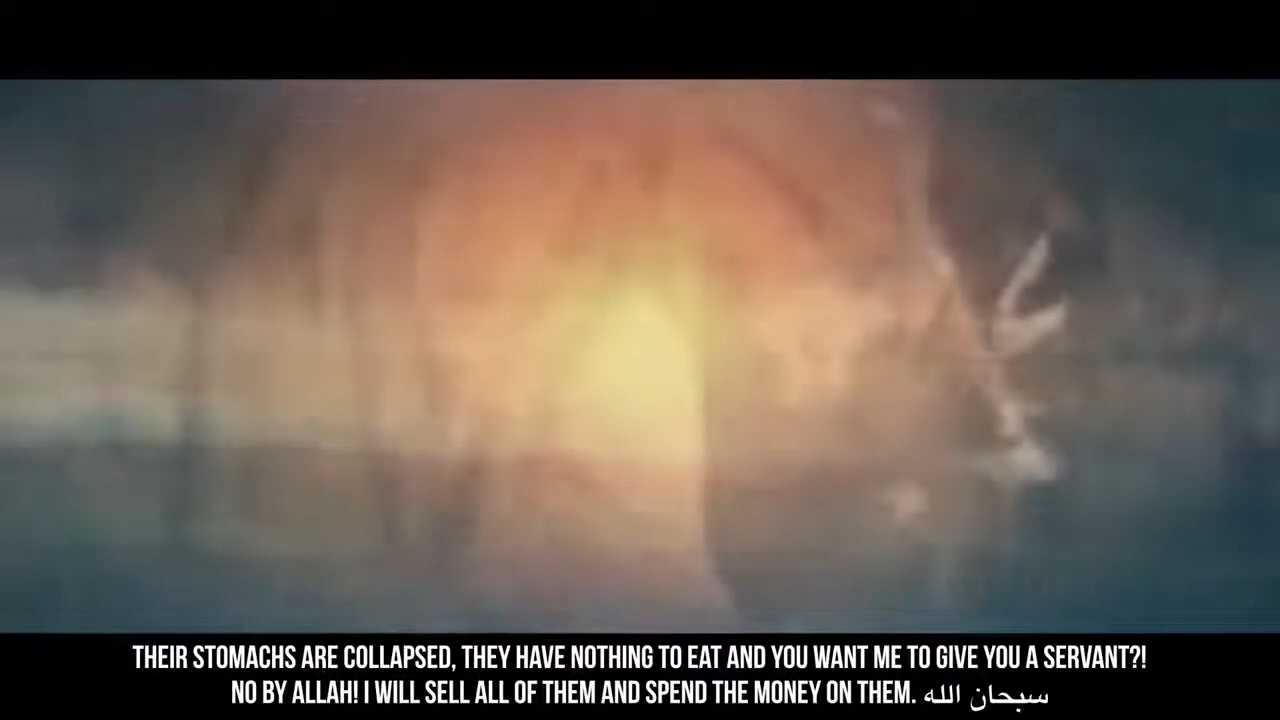 THEIR STOMACHS ARE COLLAPSED, THEY HAVE NOTHING TO EAT AND YOU WANT ME TO GIVE YOU A SERVANT?!
NO BY ALLAH! I WILL SELL ALL OF THEM AND SPEND THE MONEY ON THEM. سبحان الله